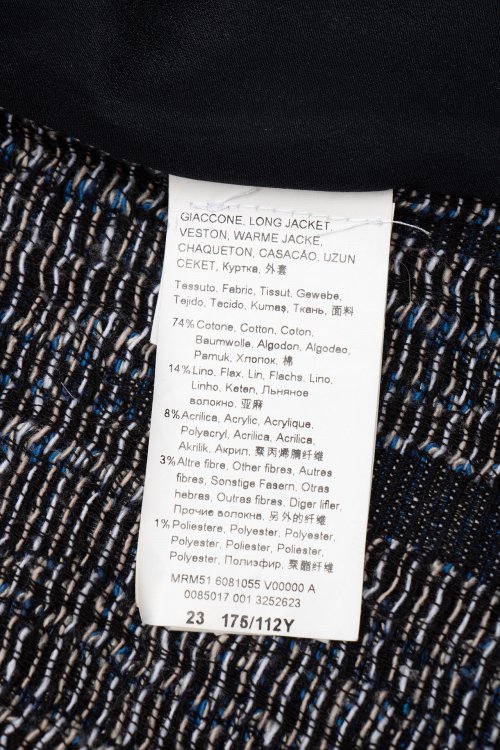 GIACCONE, LONG JACKET,
VESTON, WARME JACKE,
CHAQUETON, CASACÃO, UZUN
CEKET, Куртка, 外套
Tessuto, Fabric, Tissut, Gewebe,
Tejido, Tecido, Kumaş, Ткань, 面料
74% Cotone, Cotton, Coton,
Baumwolle, Algodon, Algodao,
Pamuk, Хлопок, 棉
14% Lino, Flax, Lin, Flachs, Lino,
Linho, Keten, Льняное
волокно, 亚麻
8% Acrilica, Acrylic, Acrylique,
Polyacryl, Acrilica, Acrilica,
Akrilik, Акрил, 聚丙烯腈纤维
3% Altre fibre, Other fibres, Autres
fibres, Sonstige Fasern, Otras
hebras, Outras fibras, Diger lifler,
Прочие волокна, 另外的纤维
1% Poliestere, Polyester, Polyester,
Polyester, Poliester, Poliester,
Polyester, Полиэфир, 聚酯纤维
MRM51 6081055 V00000 A
0085017 001 3252623
23 175/112Y